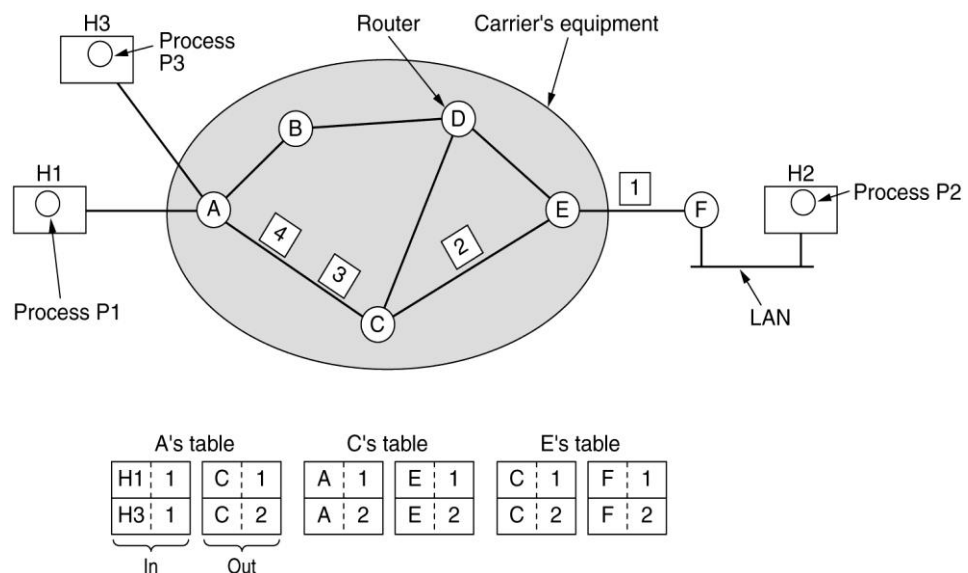 H3
Process
P3
Router
Carrier's equipment
B
D
H1
A
E
1
F
H2
Process P2
4
3
2
C
Process P1
LAN
A's table
C's table
E's table
H1 1 C 1 A 1 E 1 C 1 F 1
H3 1 C 2 A 2 E 2 C 2 F 2
In
Out